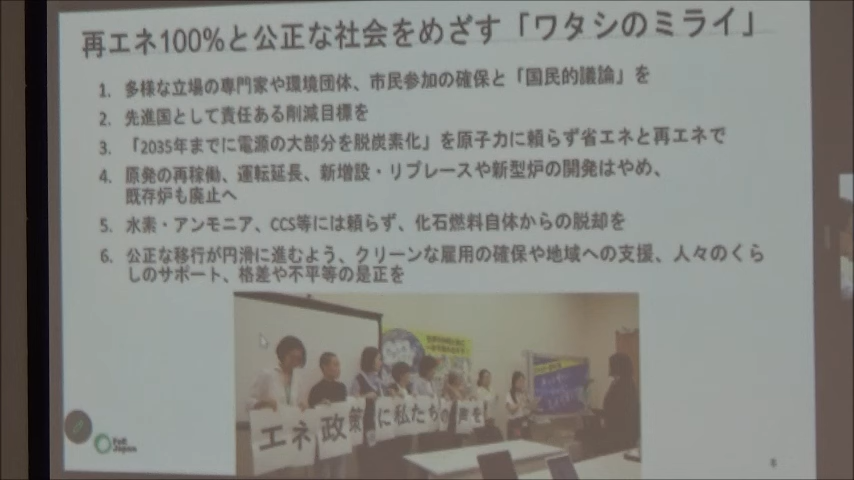 再エネ100%と公正な社会をめざす「ワタシのミライ」
1. 多様な立場の専門家や環境団体、市民参加の確保と「国民的議論」を
2. 先進国として責任ある削減目標を
3. 「2035年までに電源の大部分を脱炭素化」を原子力に頼らず省エネと再エネで
4. 原発の再稼働、運転延長、新増設・リプレースや新型炉の開発はやめ、
既存炉も廃止へ
5. 水素・アンモニア、CCS等には頼らず、化石燃料自体からの脱却を
6. 公正な移行が円滑に進むよう、クリーンな雇用の確保や地域への支援、人々のくら
しのサポート、格差や不平等の是正を
エネ政策に私たちの声を
FoE
Japan